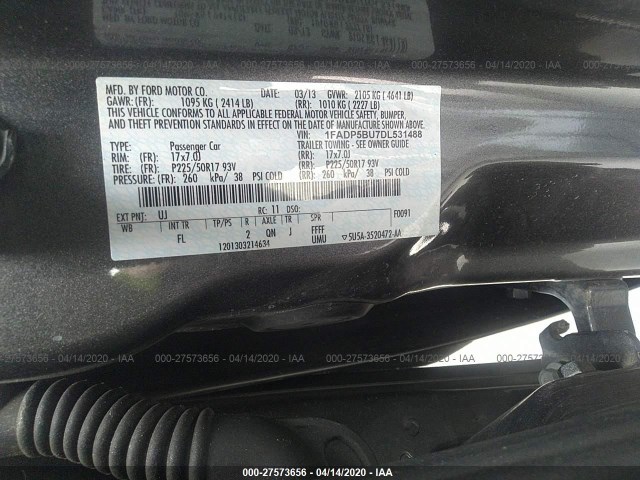 MFD. BY FORD MOTOR CO.
DATE: 03/13 GVWR: 2105 KG ( 4641 LB)
GAWR: (FR): 1095 KG ( 2414 LB) (RR): 1010 KG ( 2227 LB)
THIS VEHICLE CONFORMS TO ALL APPLICABLE FEDERAL MOTOR VEHICLE SAFETY, BUMPER,
AND THEFT PREVENTION STANDARDS IN EFFECT ON THE DATE OF MANUFACTURE SHOWN ABOVE.
VIN: 1FADP5BU7DL531488
TYPE: Passenger Car TRAILER TOWING - SEE OWNER GUIDE
RIM: (FR): 17x7.0J (RR): 17x7.0J
TIRE: (FR): P225/50R17 93V (RR): P225/50R17 93V
PRESSURE: (FR): 260 kPa/ 38 PSI COLD (RR): 260 kPa/ 38 PSI COLD
EXT PNT: UJ RC: 11 DSO: F0091
WB INT TR TP/PS R AXLE TR SPR
FL 2 QN J FFFF
1201303214634 UMU 5U5A-3520472-AA
000-27573656 - 04/14/2020 - IAA
000-27573656 - 04/14/2020 - IAA
000-27573656 - 04/14/2020 - IAA
000-27573656 - 04/14/2020 - IAA